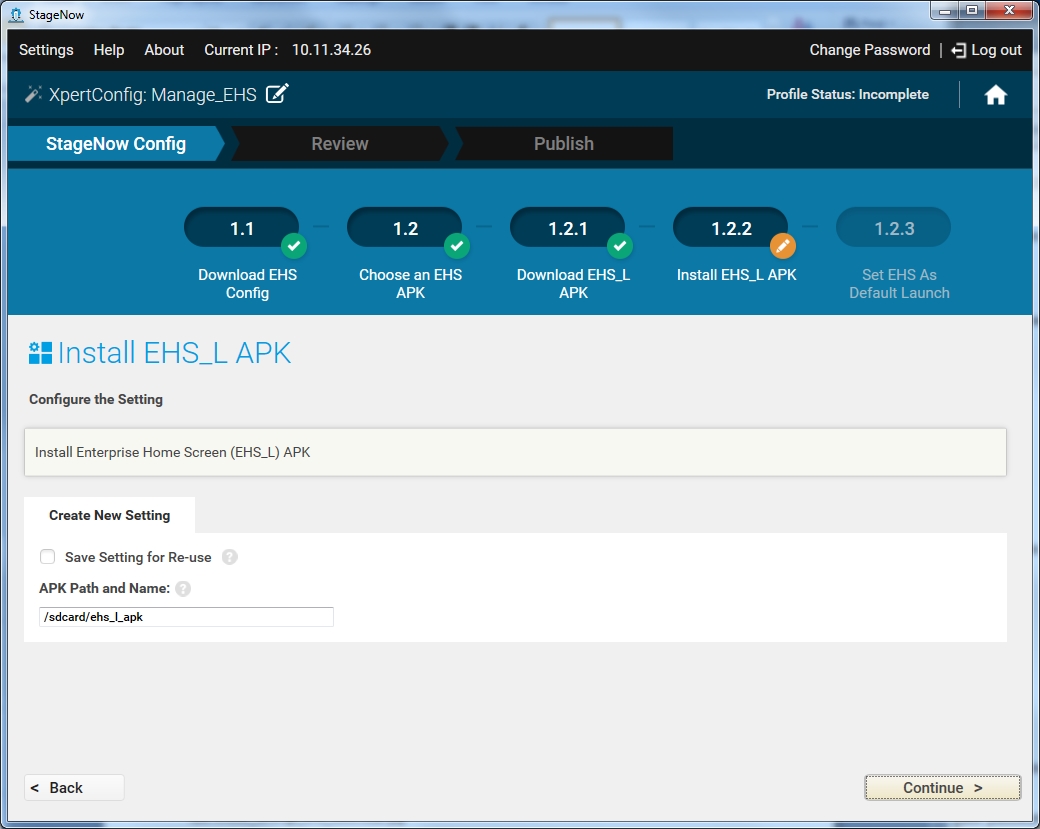 StageNow
Settings Help About Current IP : 10.11.34.26 Change Password | Log out
XpertConfig: Manage_EHS Profile Status: Incomplete
StageNow Config Review Publish
1.1 1.2 1.2.1 1.2.2 1.2.3
Download EHS Choose an EHS Download EHS_L Install EHS_L APK Set EHS As
Config APK APK Default Launch
Install EHS_L APK
Configure the Setting
Install Enterprise Home Screen (EHS_L) APK
Create New Setting
Save Setting for Re-use ?
APK Path and Name: ?
/sdcard/ehs_l_apk
< Back Continue >